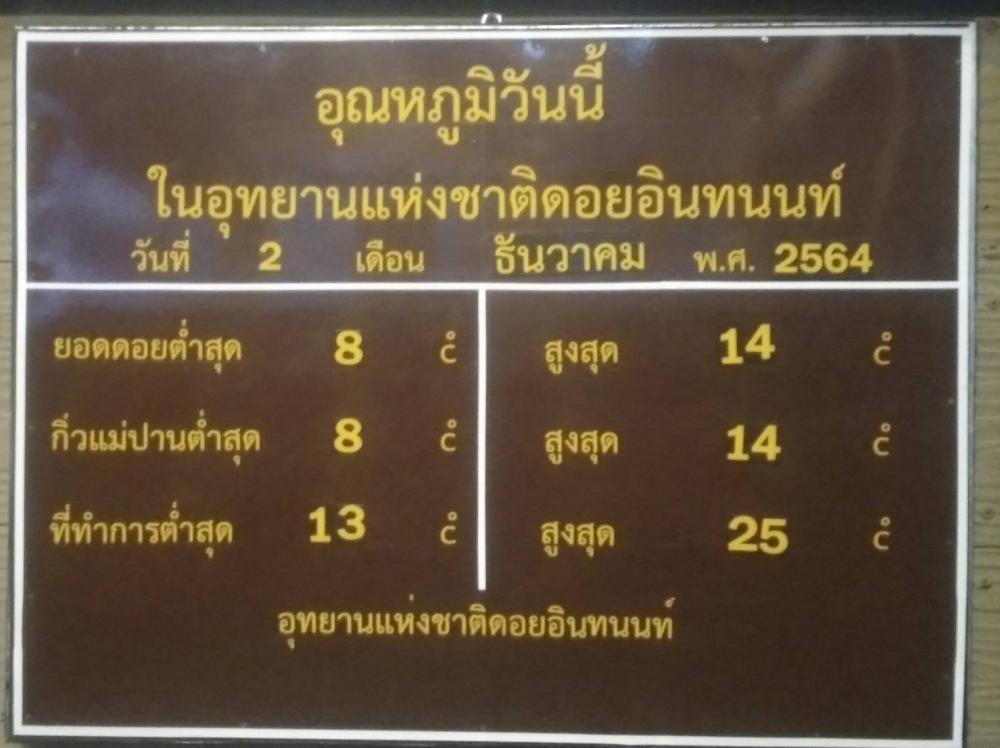 อุณหภูมิวันนี้
ในอุทยานแห่งชาติดอยอินทนนท์
วันที่ 2 เดือน ธันวาคม พ.ศ. 2564
ยอดดอยต่ำสุด 8 c̊ สูงสุด 14 c̊
กิ่วแม่ปานต่ำสุด 8 c̊ สูงสุด 14 c̊
ที่ทำการต่ำสุด 13 c̊ สูงสุด 25 c̊
อุทยานแห่งชาติดอยอินทนนท์